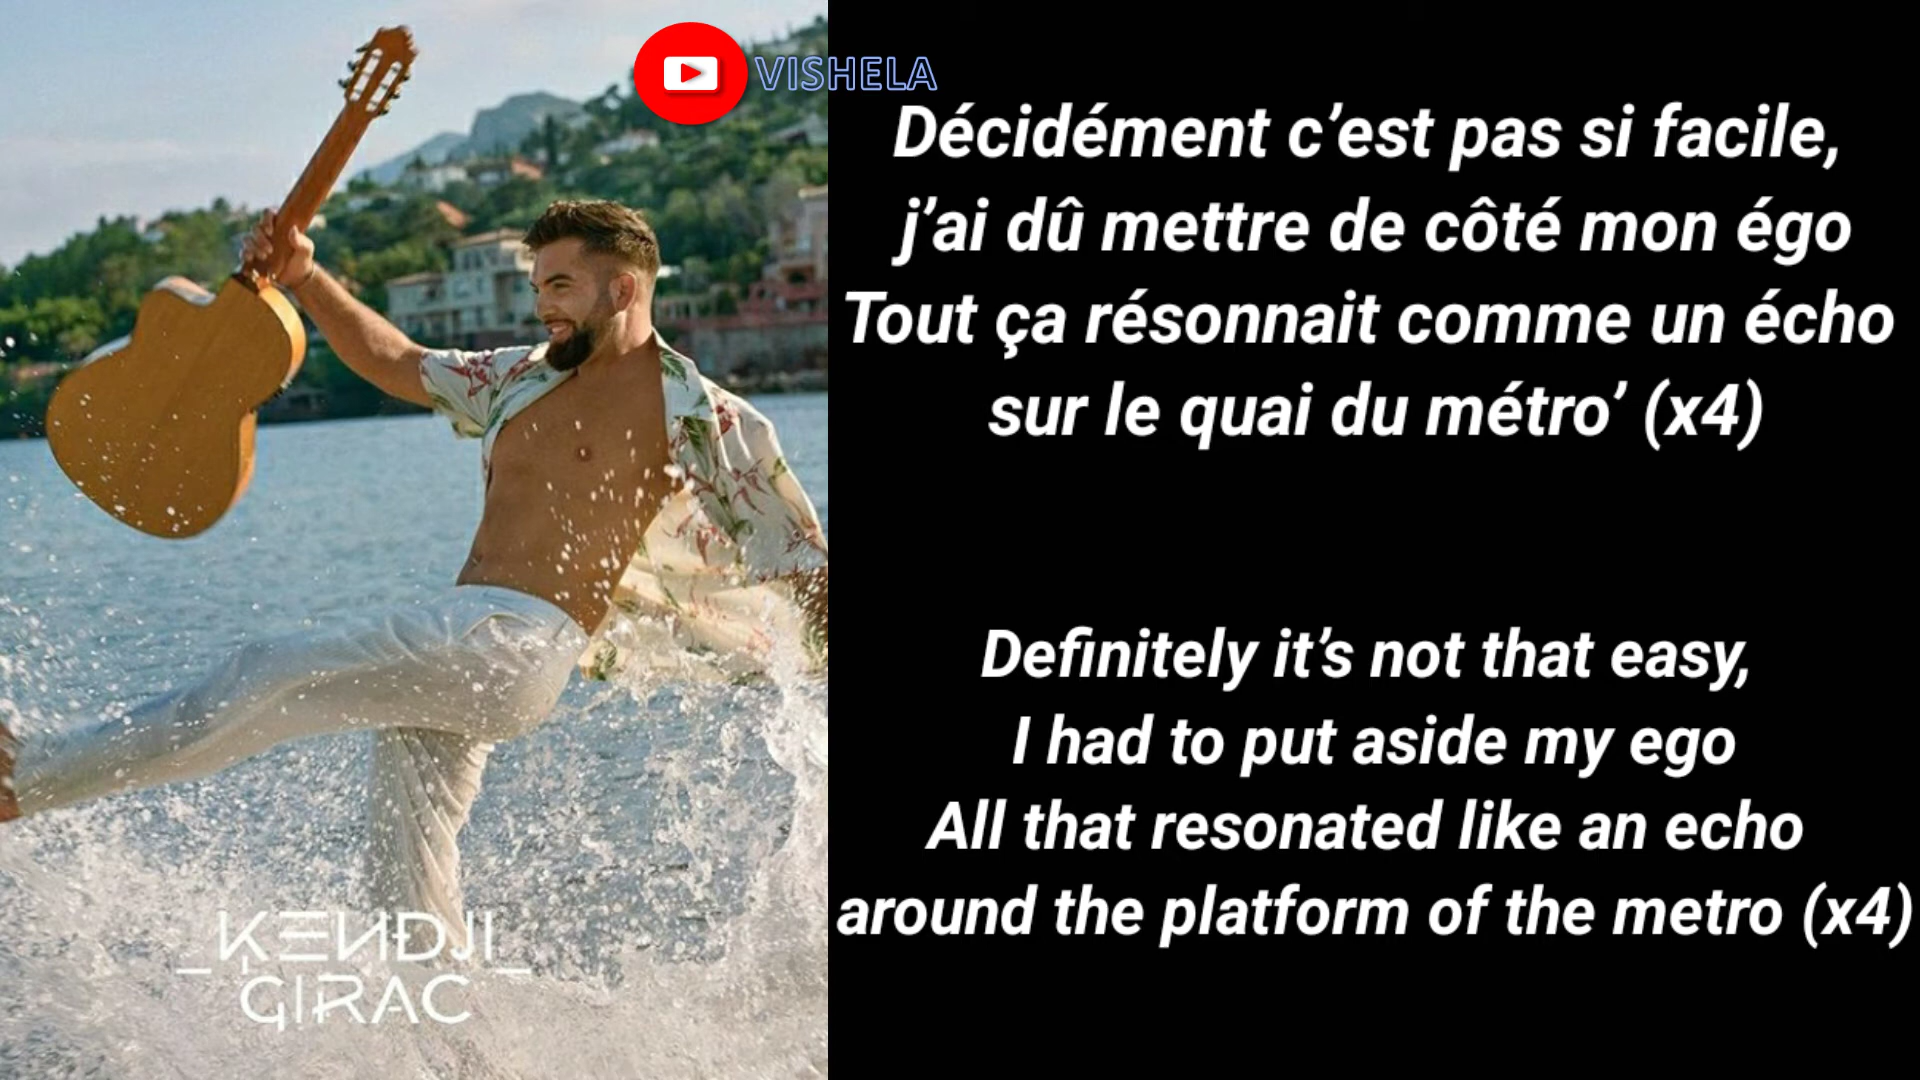 VISHELA
Décidément c’est pas si facile,
j’ai dû mettre de côté mon égo
Tout ça résonnait comme un écho
sur le quai du métro’ (x4)
Definitely it’s not that easy,
I had to put aside my ego
All that resonated like an echo
around the platform of the metro (x4)
KENDJI
GIRAC